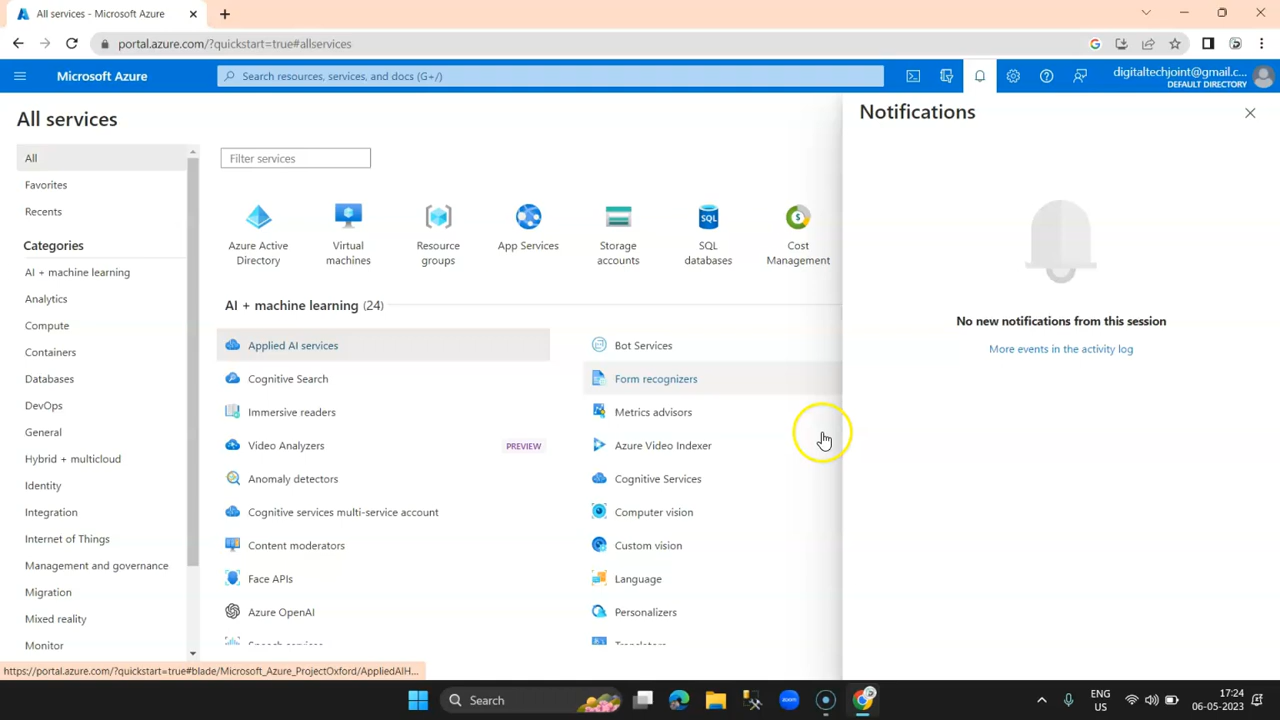 All services - Microsoft Azure
portal.azure.com/?quickstart=true#allservices
Microsoft Azure
Search resources, services, and docs (G+/)
digitaltechjoint@gmail.c...
DEFAULT DIRECTORY
All services
All
Favorites
Recents
Categories
AI + machine learning
Analytics
Compute
Containers
Databases
DevOps
General
Hybrid + multicloud
Identity
Integration
Internet of Things
Management and governance
Migration
Mixed reality
Monitor
Filter services
Azure Active
Directory
Virtual
machines
Resource
groups
App Services
Storage
accounts
SQL
SQL
databases
Cost
Management
AI + machine learning (24)
Applied AI services
Bot Services
Cognitive Search
Form recognizers
Immersive readers
Metrics advisors
Video Analyzers
PREVIEW
Azure Video Indexer
Anomaly detectors
Cognitive Services
Cognitive services multi-service account
Computer vision
Content moderators
Custom vision
Face APIs
Language
Azure OpenAI
Personalizers
Speech services
Translators
Notifications
No new notifications from this session
More events in the activity log
https://portal.azure.com/?quickstart=true#blade/Microsoft_Azure_ProjectOxford/AppliedAIH...
Search
zoom
ENG
US
17:24
06-05-2023